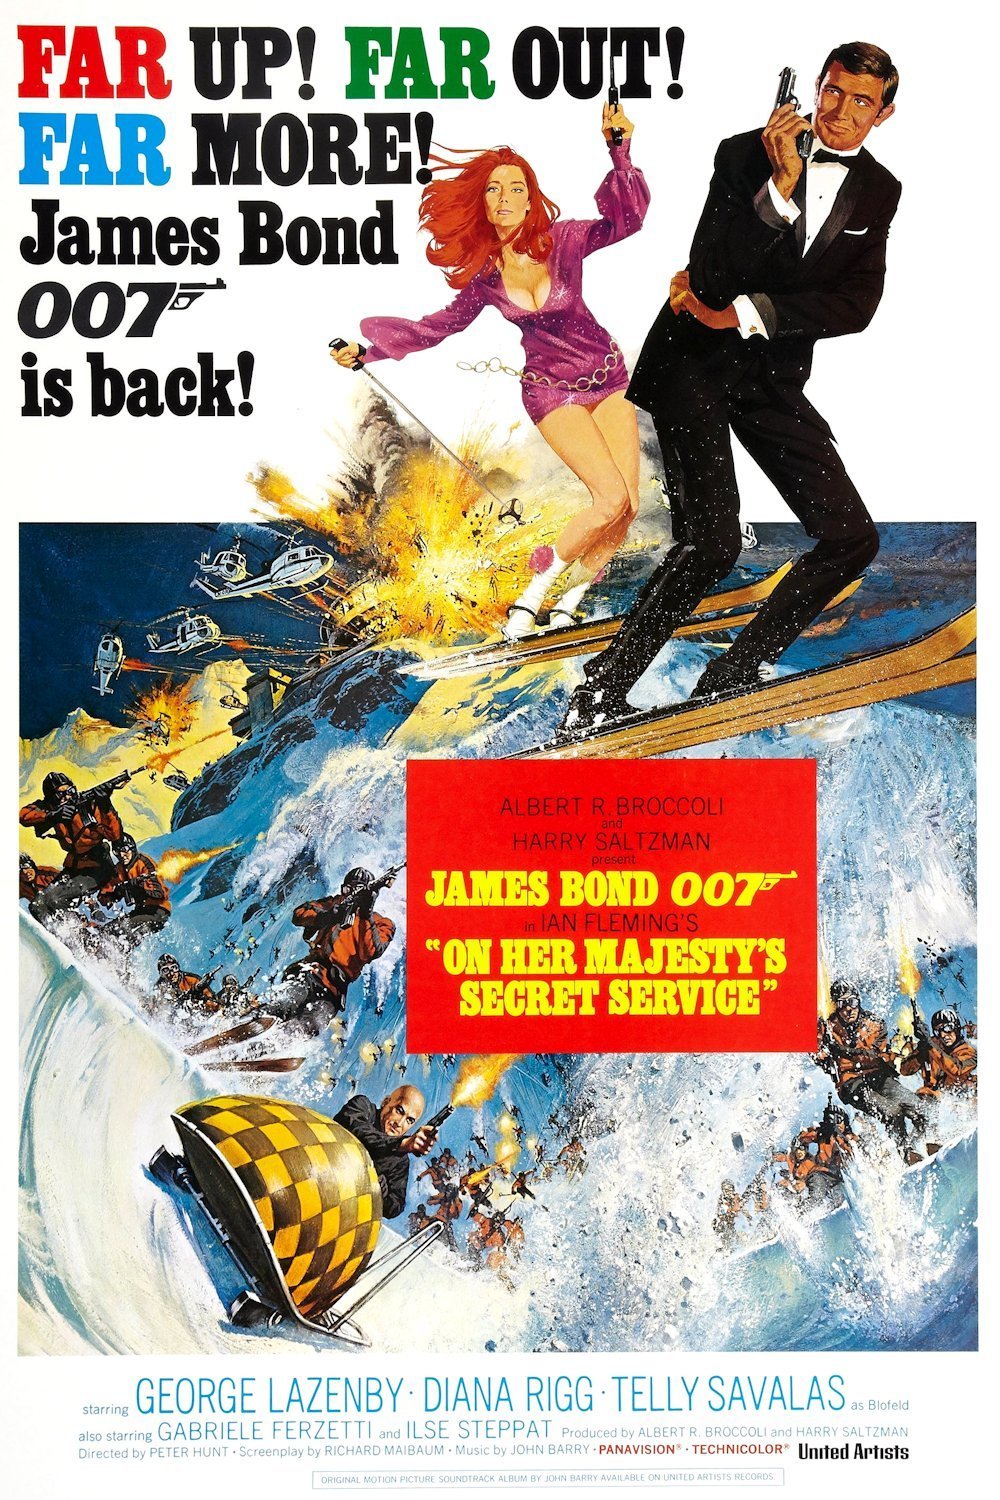 FAR UP! FAR OUT!
FAR MORE!
James Bond
007
is back!
ALBERT R. BROCCOLI
and
HARRY SALTZMAN
present
JAMES BOND 007
in IAN FLEMING'S
“ON HER MAJESTY'S
SECRET SERVICE”
starring GEORGE LAZENBY · DIANA RIGG · TELLY SAVALAS as Blofeld
also starring GABRIELE FERZETTI and ILSE STEPPAT Produced by ALBERT R. BROCCOLI and HARRY SALTZMAN
Directed by PETER HUNT · Screenplay by RICHARD MAIBAUM · Music by JOHN BARRY · PANAVISION® · TECHNICOLOR® United Artists
ORIGINAL MOTION PICTURE SOUNDTRACK ALBUM BY JOHN BARRY AVAILABLE ON UNITED ARTISTS RECORDS.